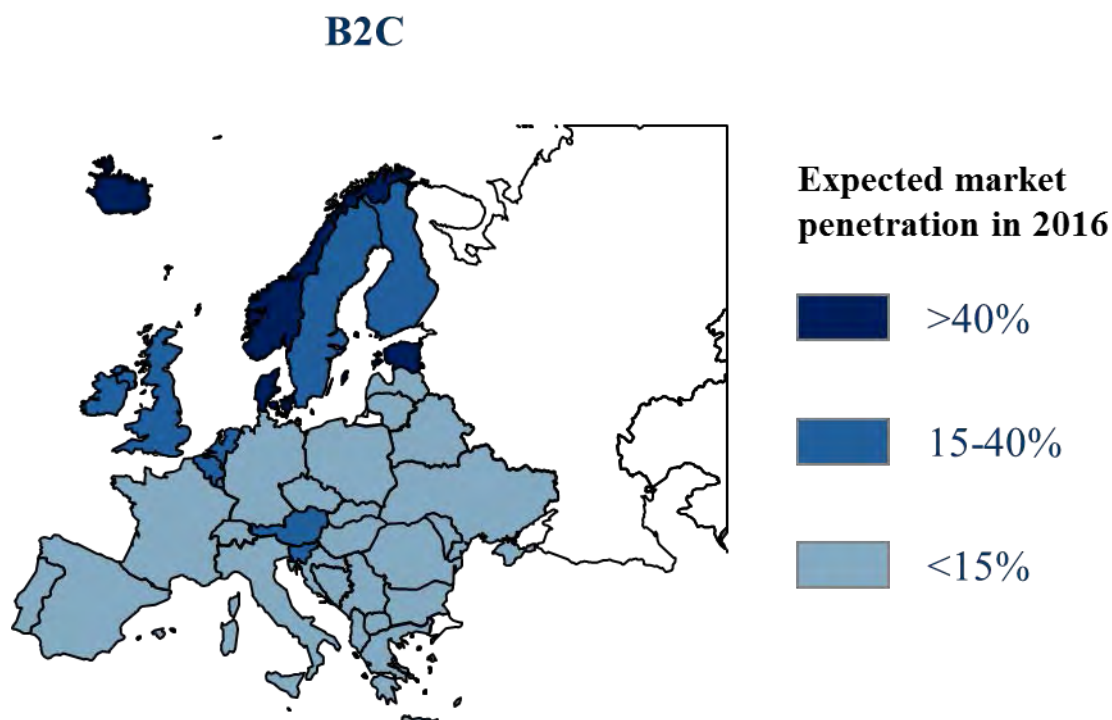 B2C
Expected market
penetration in 2016
>40%
15-40%
<15%